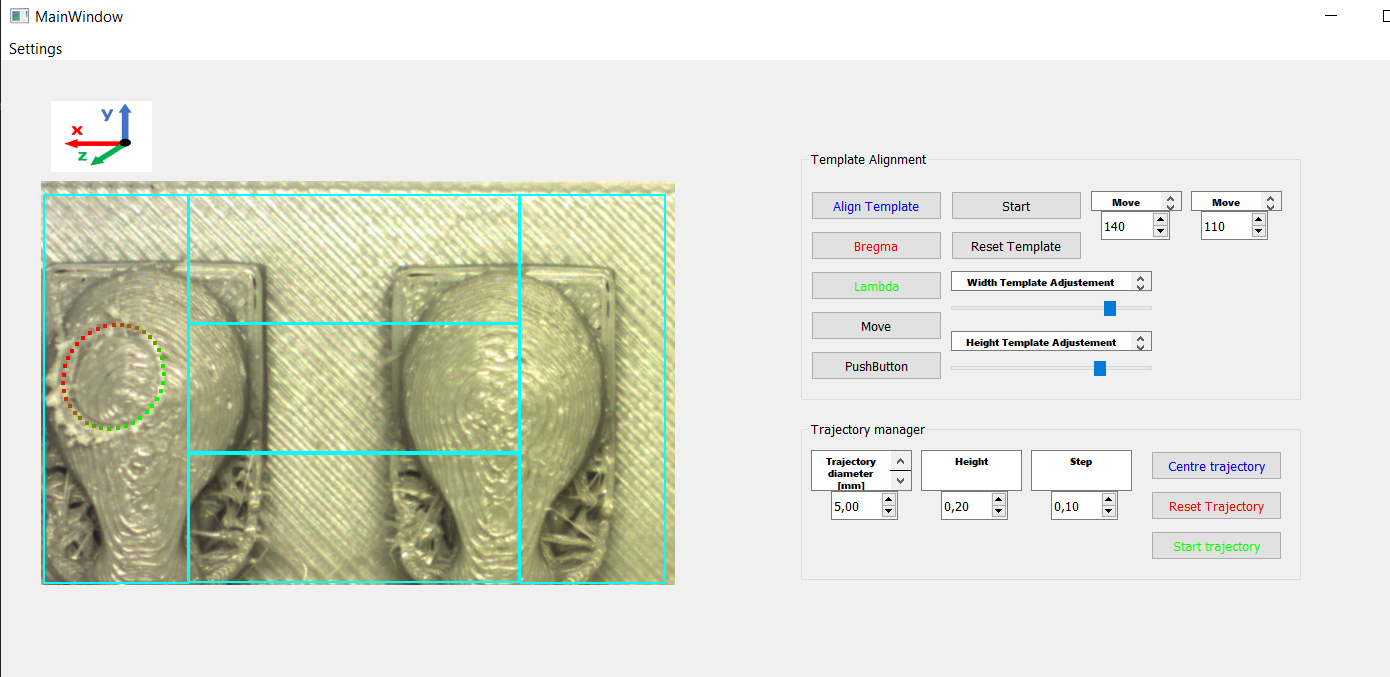 MainWindow
Settings
y
x
z
Template Alignment
Align Template
Start
Move
Move
140
110
Bregma
Reset Template
Lambda
Width Template Adjustement
Move
Height Template Adjustement
PushButton
Trajectory manager
Trajectory
diameter
[mm]
Height
Step
Centre trajectory
5,00
0,20
0,10
Reset Trajectory
Start trajectory